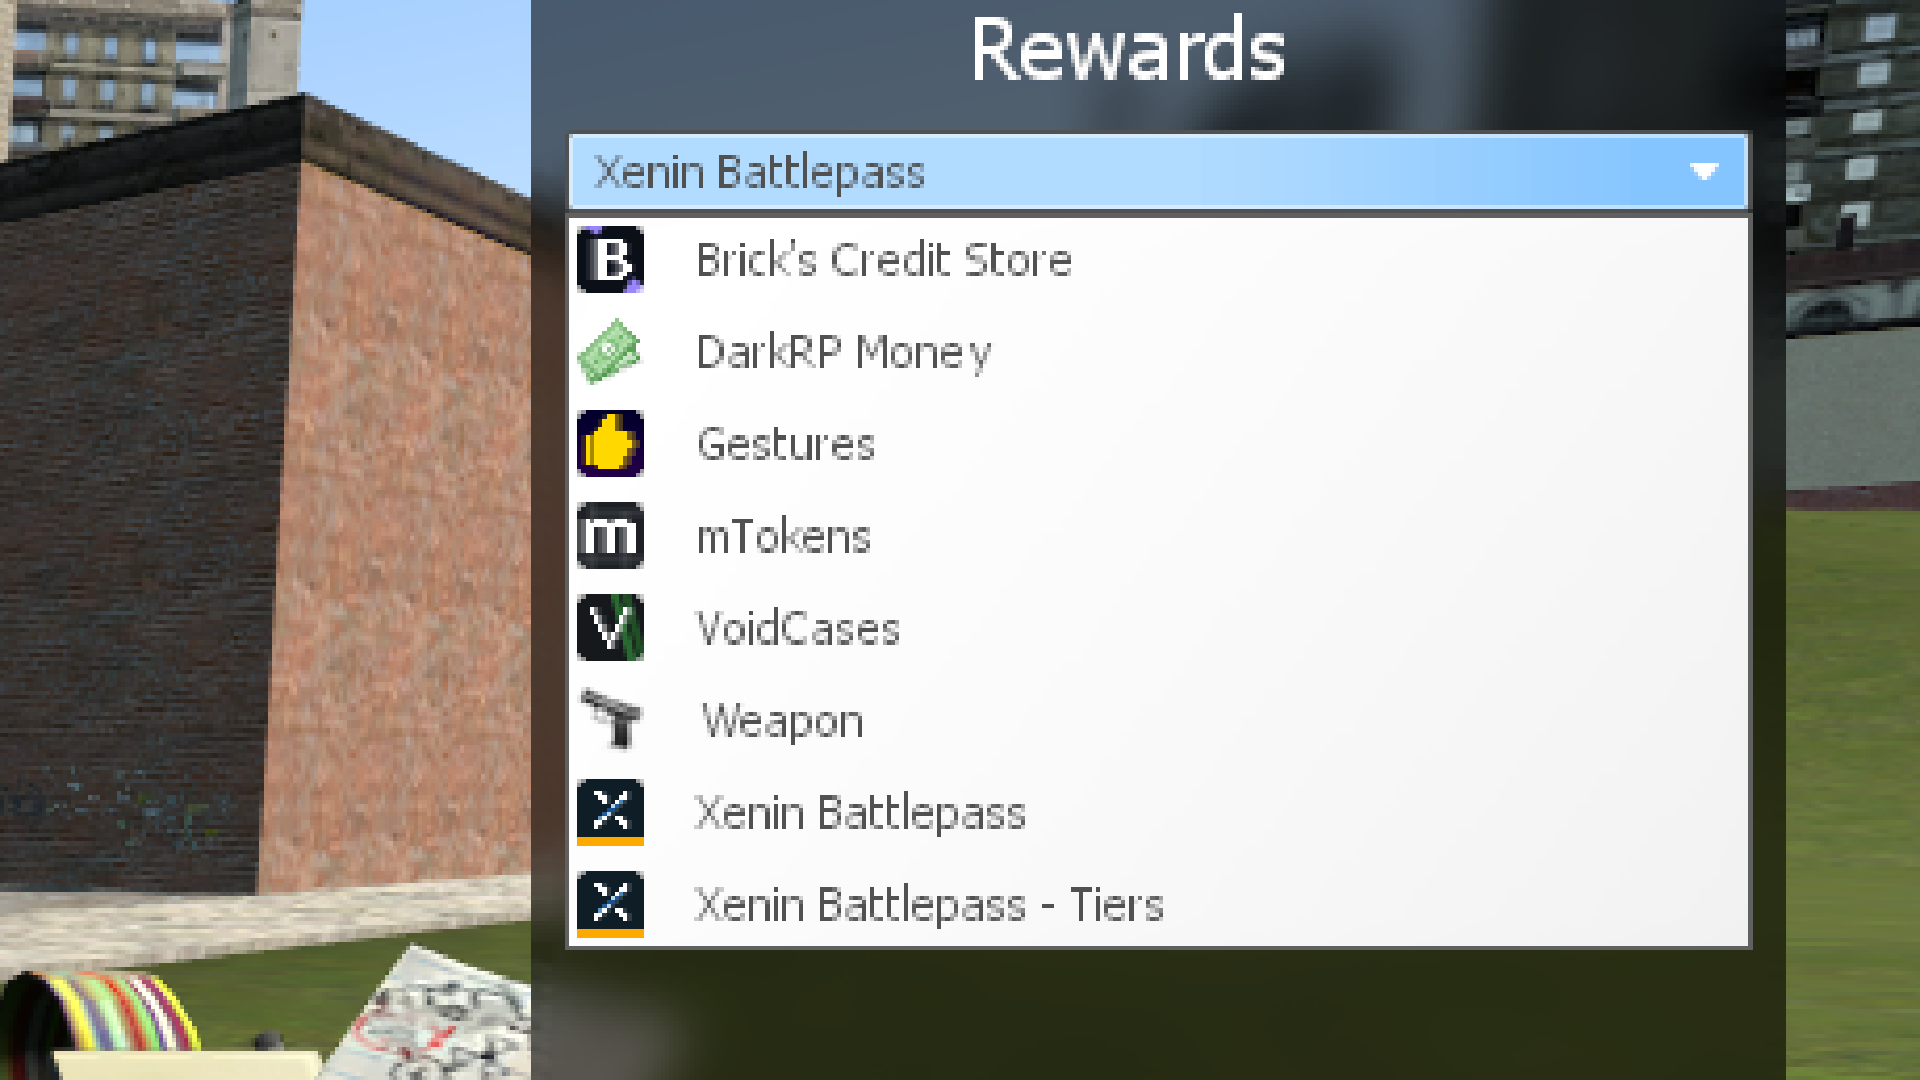 Rewards
Xenin Battlepass
B Brick's Credit Store
DarkRP Money
Gestures
m mTokens
V VoidCases
Weapon
X Xenin Battlepass
X Xenin Battlepass - Tiers